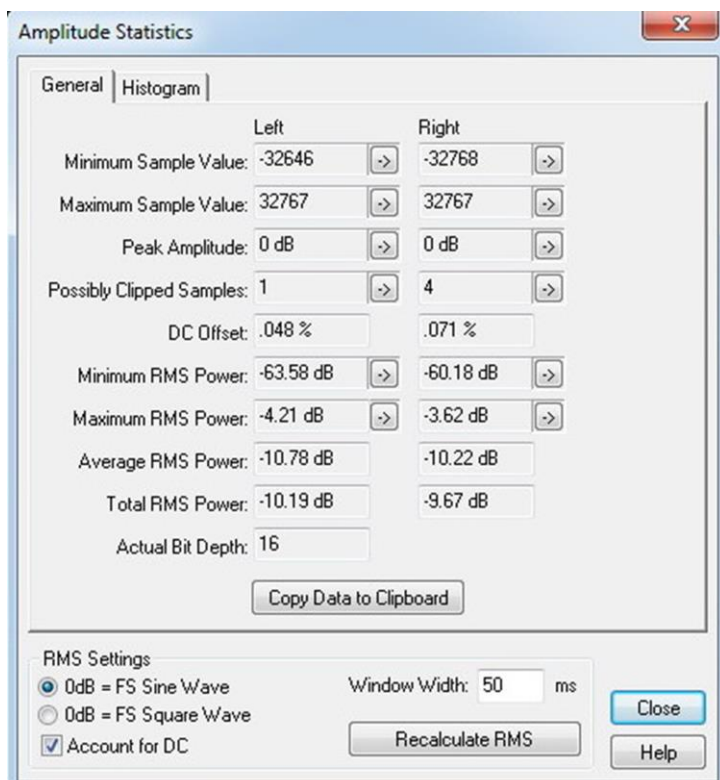 Amplitude Statistics
General Histogram
Left Right
Minimum Sample Value: -32646 -> -32768 ->
Maximum Sample Value: 32767 -> 32767 ->
Peak Amplitude: 0 dB -> 0 dB ->
Possibly Clipped Samples: 1 -> 4 ->
DC Offset: .048 % .071 %
Minimum RMS Power: -63.58 dB -> -60.18 dB ->
Maximum RMS Power: -4.21 dB -> -3.62 dB ->
Average RMS Power: -10.78 dB -10.22 dB
Total RMS Power: -10.19 dB -9.67 dB
Actual Bit Depth: 16
Copy Data to Clipboard
RMS Settings
0dB = FS Sine Wave Window Width: 50 ms
0dB = FS Square Wave
Account for DC Recalculate RMS
Close
Help